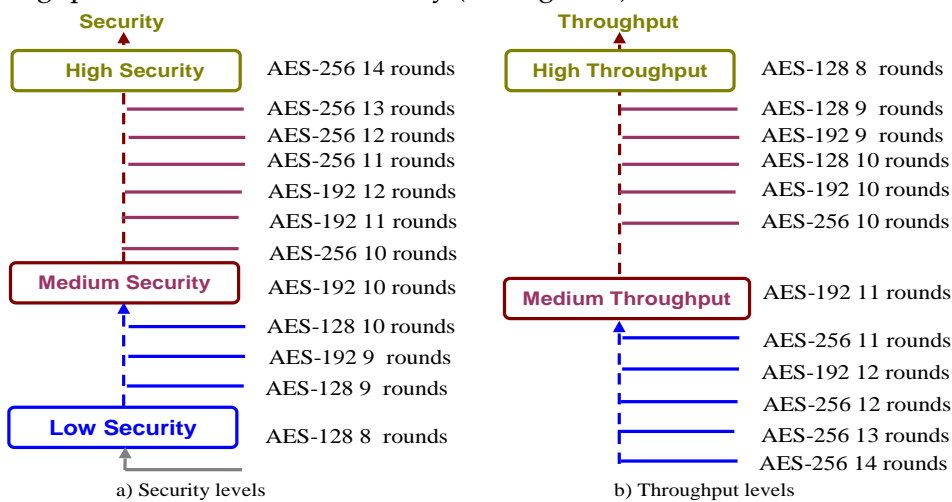 Security
High Security
AES-256 14 rounds
AES-256 13 rounds
AES-256 12 rounds
AES-256 11 rounds
AES-192 12 rounds
AES-192 11 rounds
AES-256 10 rounds
Medium Security
AES-192 10 rounds
AES-128 10 rounds
AES-192 9 rounds
AES-128 9 rounds
Low Security
AES-128 8 rounds
a) Security levels
Throughput
High Throughput
AES-128 8 rounds
AES-128 9 rounds
AES-192 9 rounds
AES-128 10 rounds
AES-192 10 rounds
AES-256 10 rounds
Medium Throughput
AES-192 11 rounds
AES-256 11 rounds
AES-192 12 rounds
AES-256 12 rounds
AES-256 13 rounds
AES-256 14 rounds
b) Throughput levels